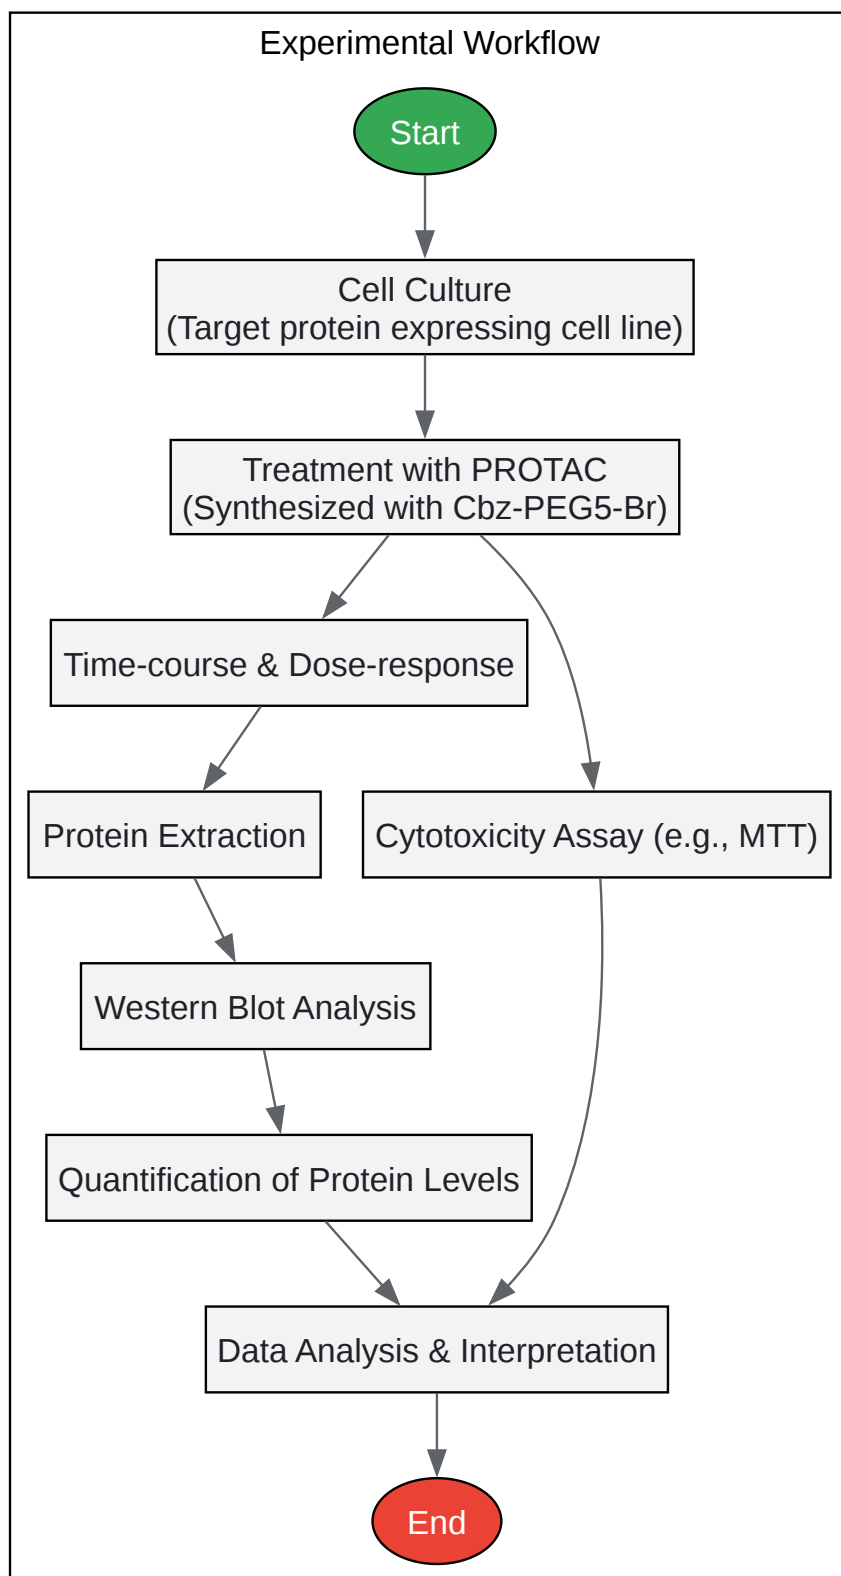 Experimental Workflow
Start
Cell Culture
(Target protein expressing cell line)
Treatment with PROTAC
(Synthesized with Cbz-PEG5-Br)
Time-course & Dose-response
Protein Extraction
Cytotoxicity Assay (e.g., MTT)
Western Blot Analysis
Quantification of Protein Levels
Data Analysis & Interpretation
End